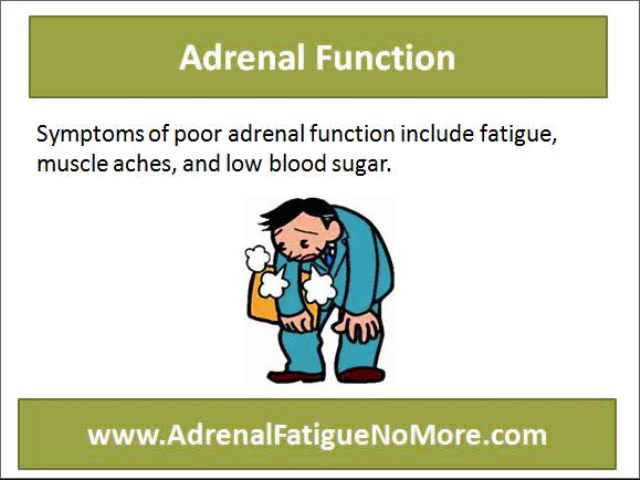 Adrenal Function
Symptoms of poor adrenal function include fatigue,
muscle aches, and low blood sugar.
www.AdrenalFatigueNoMore.com